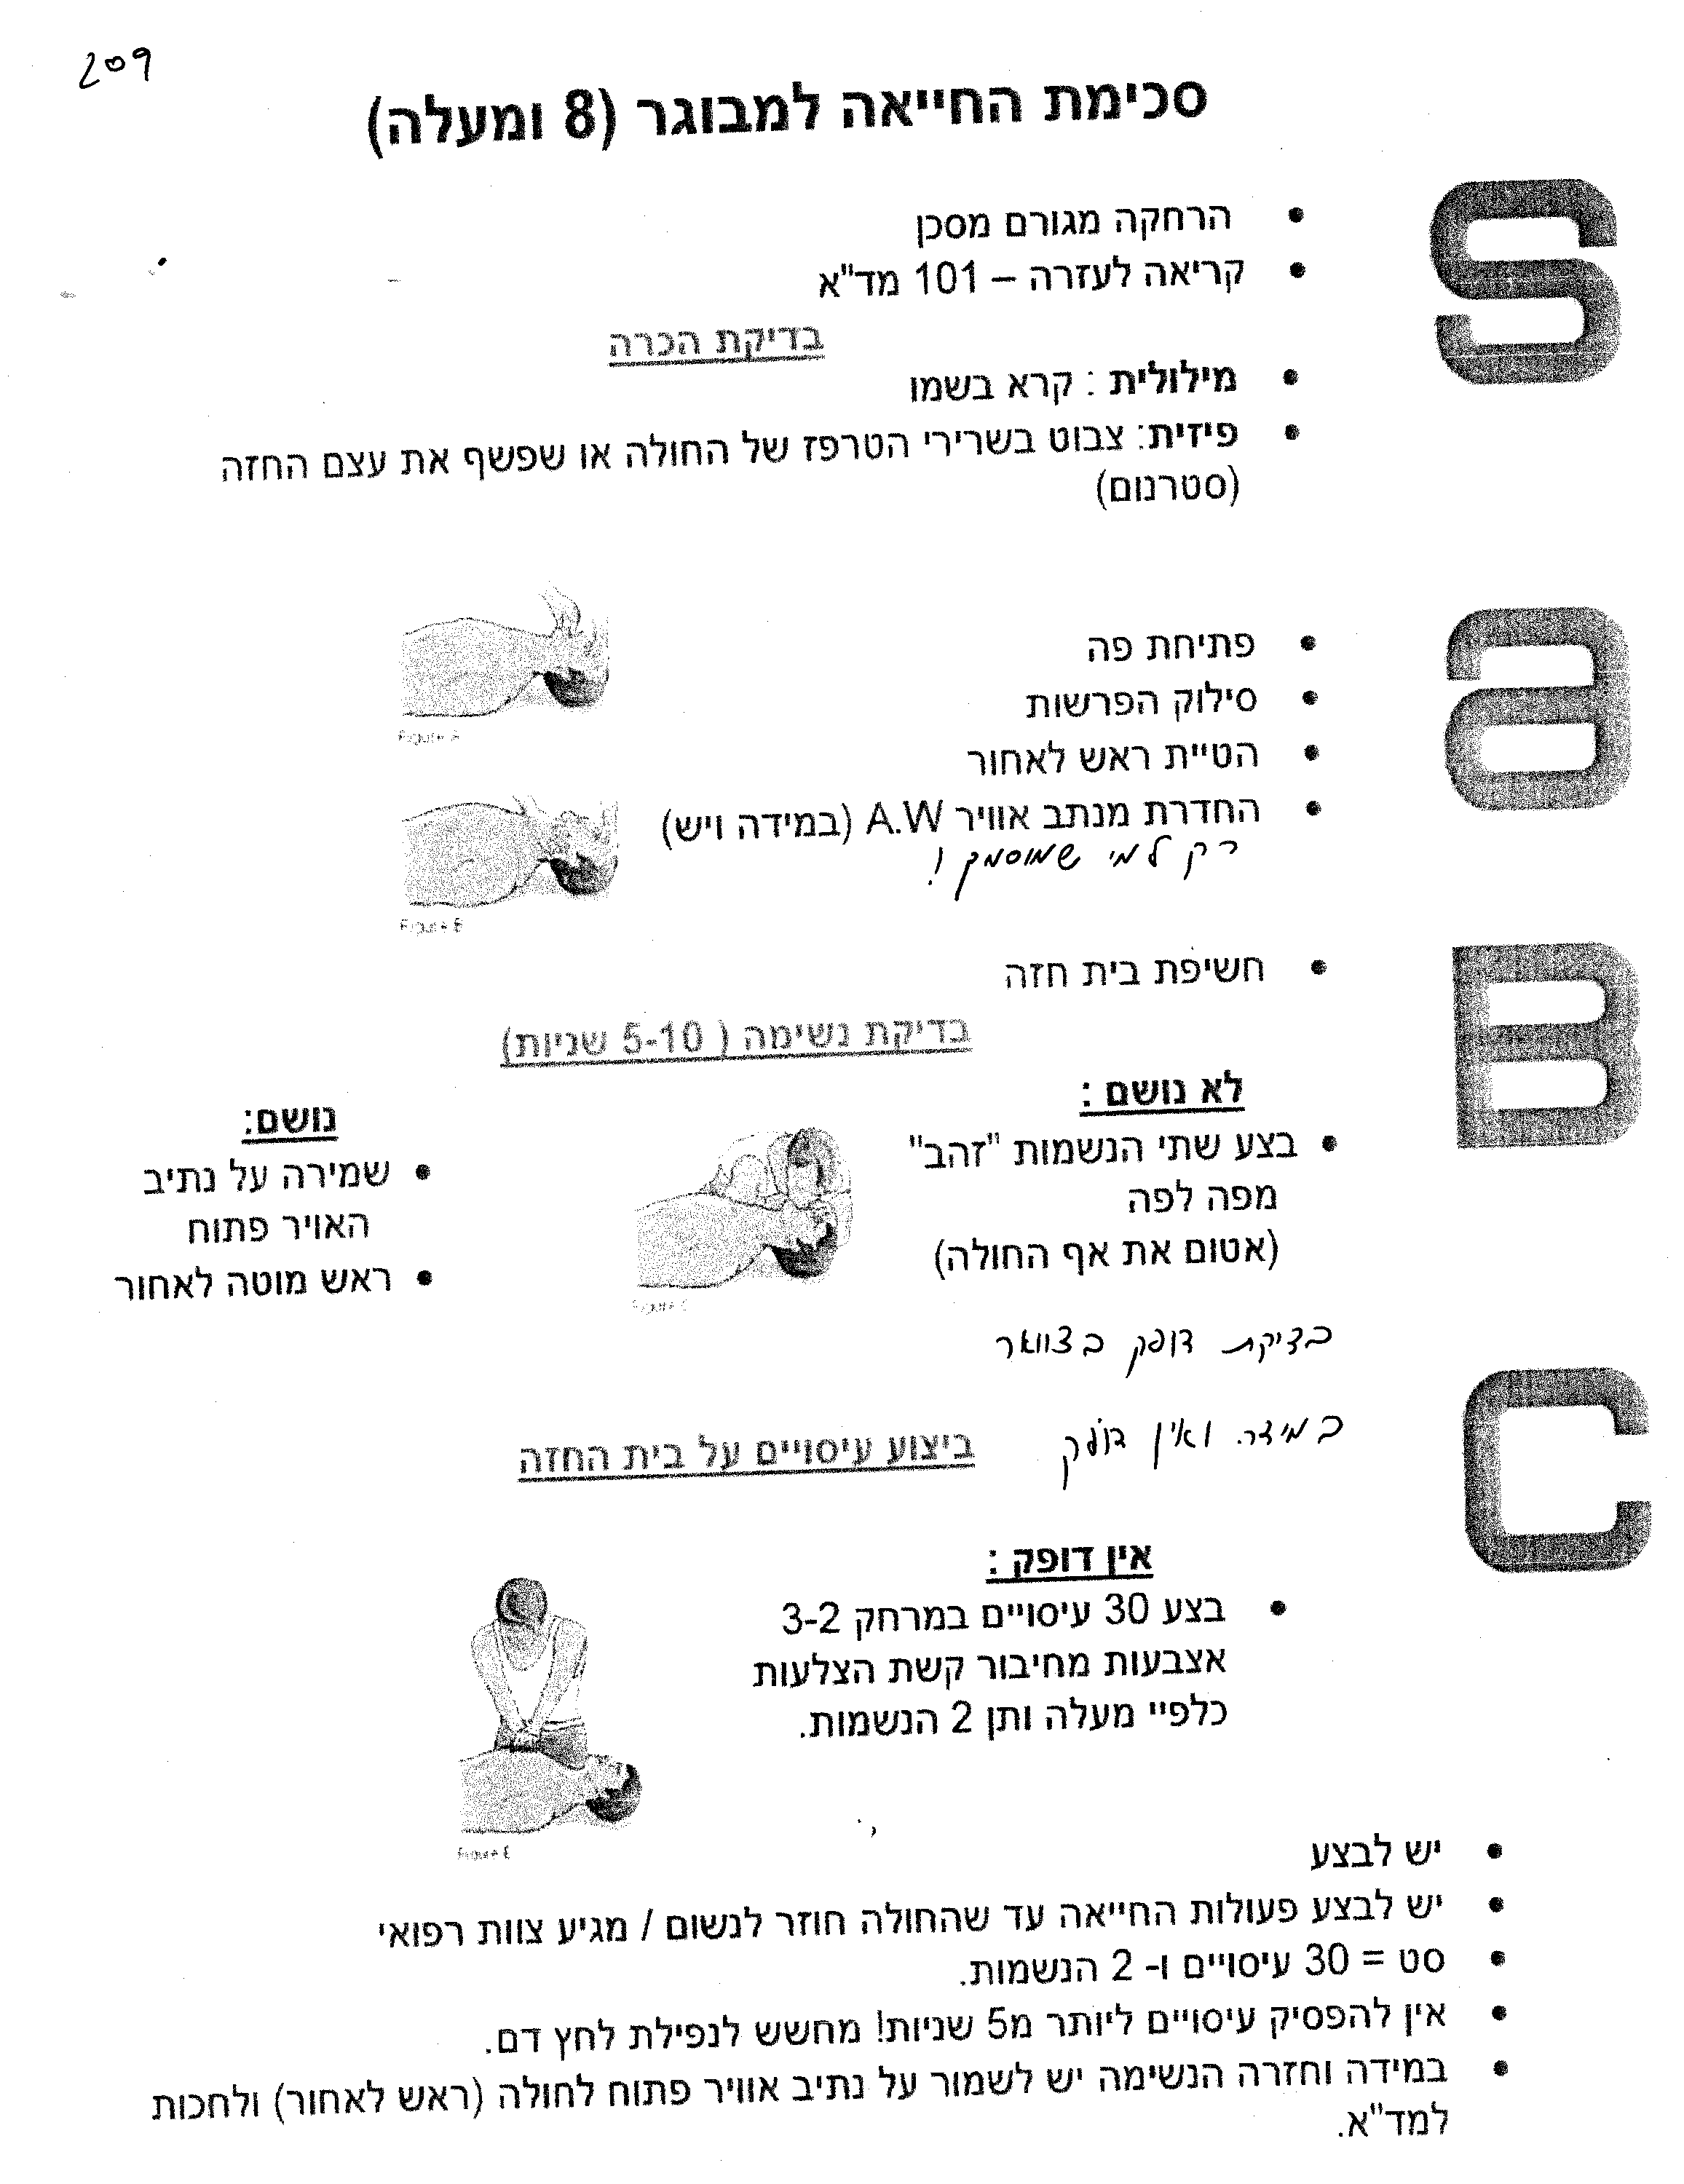 209
סכימת החייאה למבוגר (8 ומעלה)
S
• הרחקה מגורם מסכן
• קריאה לעזרה – 101 מד"א
בדיקת הכרה
• מילולית : קרא בשמו
• פיזית: צבוט בשרירי הטרפז של החולה או שפשף את עצם החזה
(סטרנום)
a
• פתיחת פה
• סילוק הפרשות
• הטיית ראש לאחור
• החדרת מנתב אוויר A.W (במידה ויש)
רק למי שמוסמך!
Figure A
Figure B
B
• חשיפת בית חזה
בדיקת נשימה ( 5-10 שניות)
לא נושם :
• בצע שתי הנשמות "זהב"
מפה לפה
(אטום את אף החולה)
Figure C
נושם:
• שמירה על נתיב
האויר פתוח
• ראש מוטה לאחור
C
בדיקת דופק בצוואר
במידה ואין דופק
ביצוע עיסויים על בית החזה
אין דופק :
• בצע 30 עיסויים במרחק 3-2
אצבעות מחיבור קשת הצלעות
כלפיי מעלה ותן 2 הנשמות.
Figure E
• יש לבצע
• יש לבצע פעולות החייאה עד שהחולה חוזר לנשום / מגיע צוות רפואי
• סט = 30 עיסויים ו- 2 הנשמות.
• אין להפסיק עיסויים ליותר מ5 שניות! מחשש לנפילת לחץ דם.
• במידה וחזרה הנשימה יש לשמור על נתיב אוויר פתוח לחולה (ראש לאחור) ולחכות
למד"א.